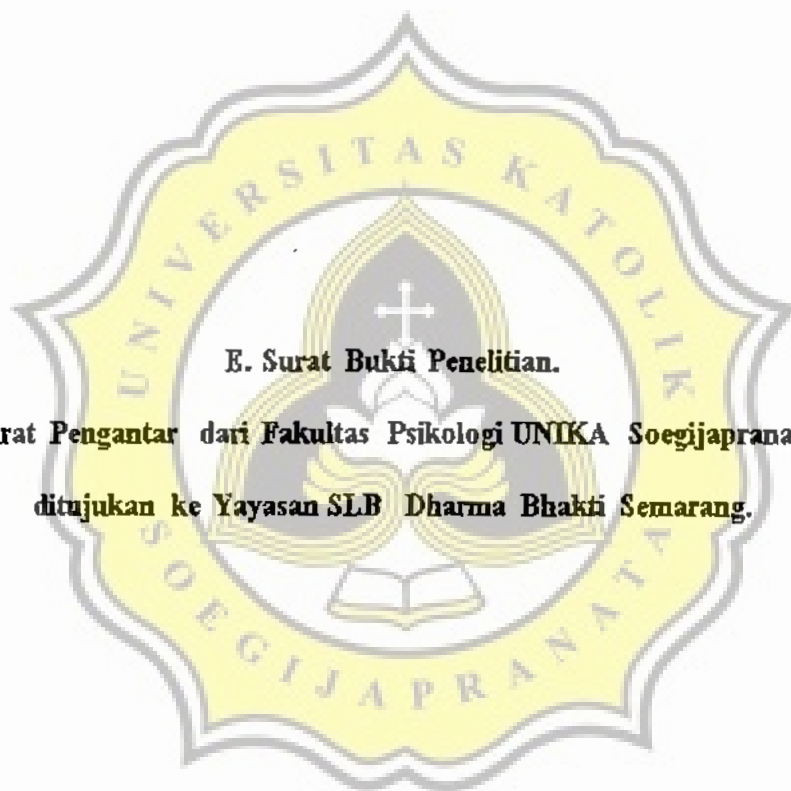 UNIVERSITAS KATOLIK
E. Surat Bukti Penelitian.
rat Pengantar dari Fakultas Psikologi UNIKA Soegijaprana
ditujukan ke Yayasan SLB Dharma Bhakti Semarang.
SOEGIJAPRANATA